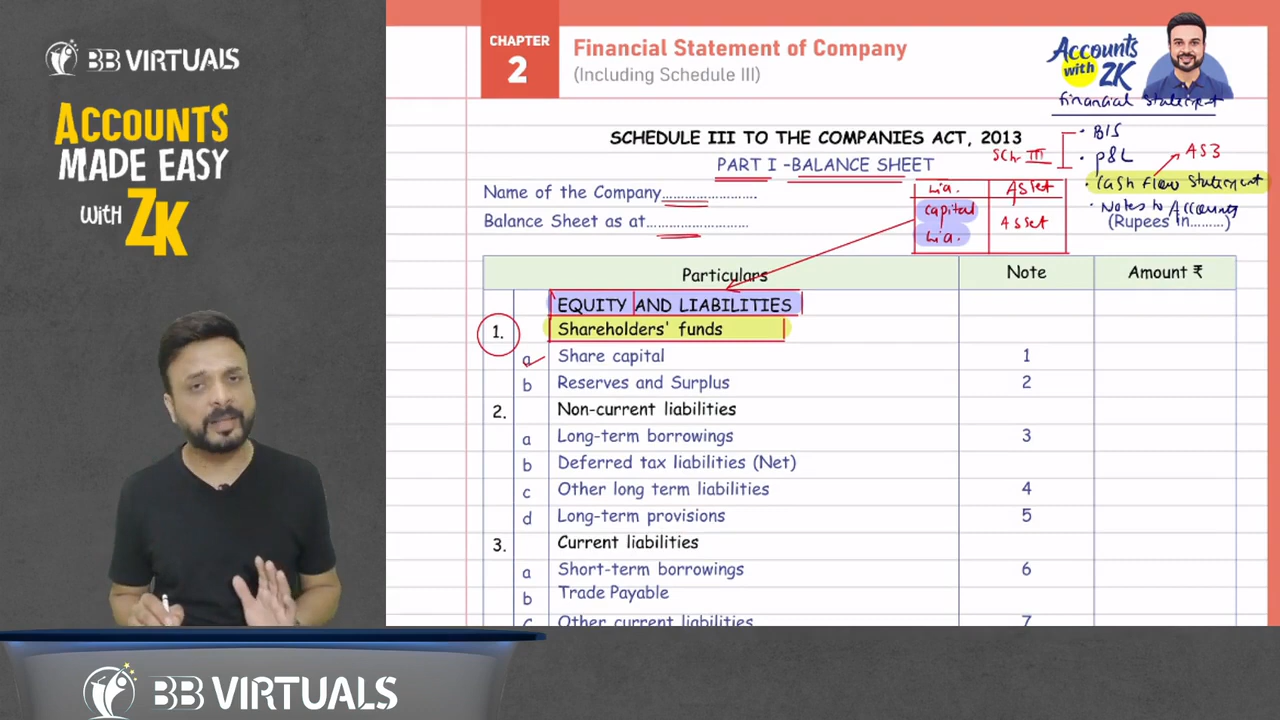 BB VIRTUALS
ACCOUNTS
MADE EASY
with ZK
CHAPTER
2
Financial Statement of Company
(Including Schedule III)
Accounts
with ZK
Financial Statement
• B/S
• P&L
• Cash Flow Statement
• Notes to Accounts
Sch. III
AS3
SCHEDULE III TO THE COMPANIES ACT, 2013
PART I -BALANCE SHEET
Name of the Company........................
Balance Sheet as at........................
(Rupees in.........)
Lia. Asset
Capital Asset
Lia.
Particulars Note Amount ₹
EQUITY AND LIABILITIES
1. Shareholders' funds
a Share capital 1
b Reserves and Surplus 2
2. Non-current liabilities
a Long-term borrowings 3
b Deferred tax liabilities (Net)
c Other long term liabilities 4
d Long-term provisions 5
3. Current liabilities
a Short-term borrowings 6
b Trade Payable
c Other current liabilities 7
BB VIRTUALS